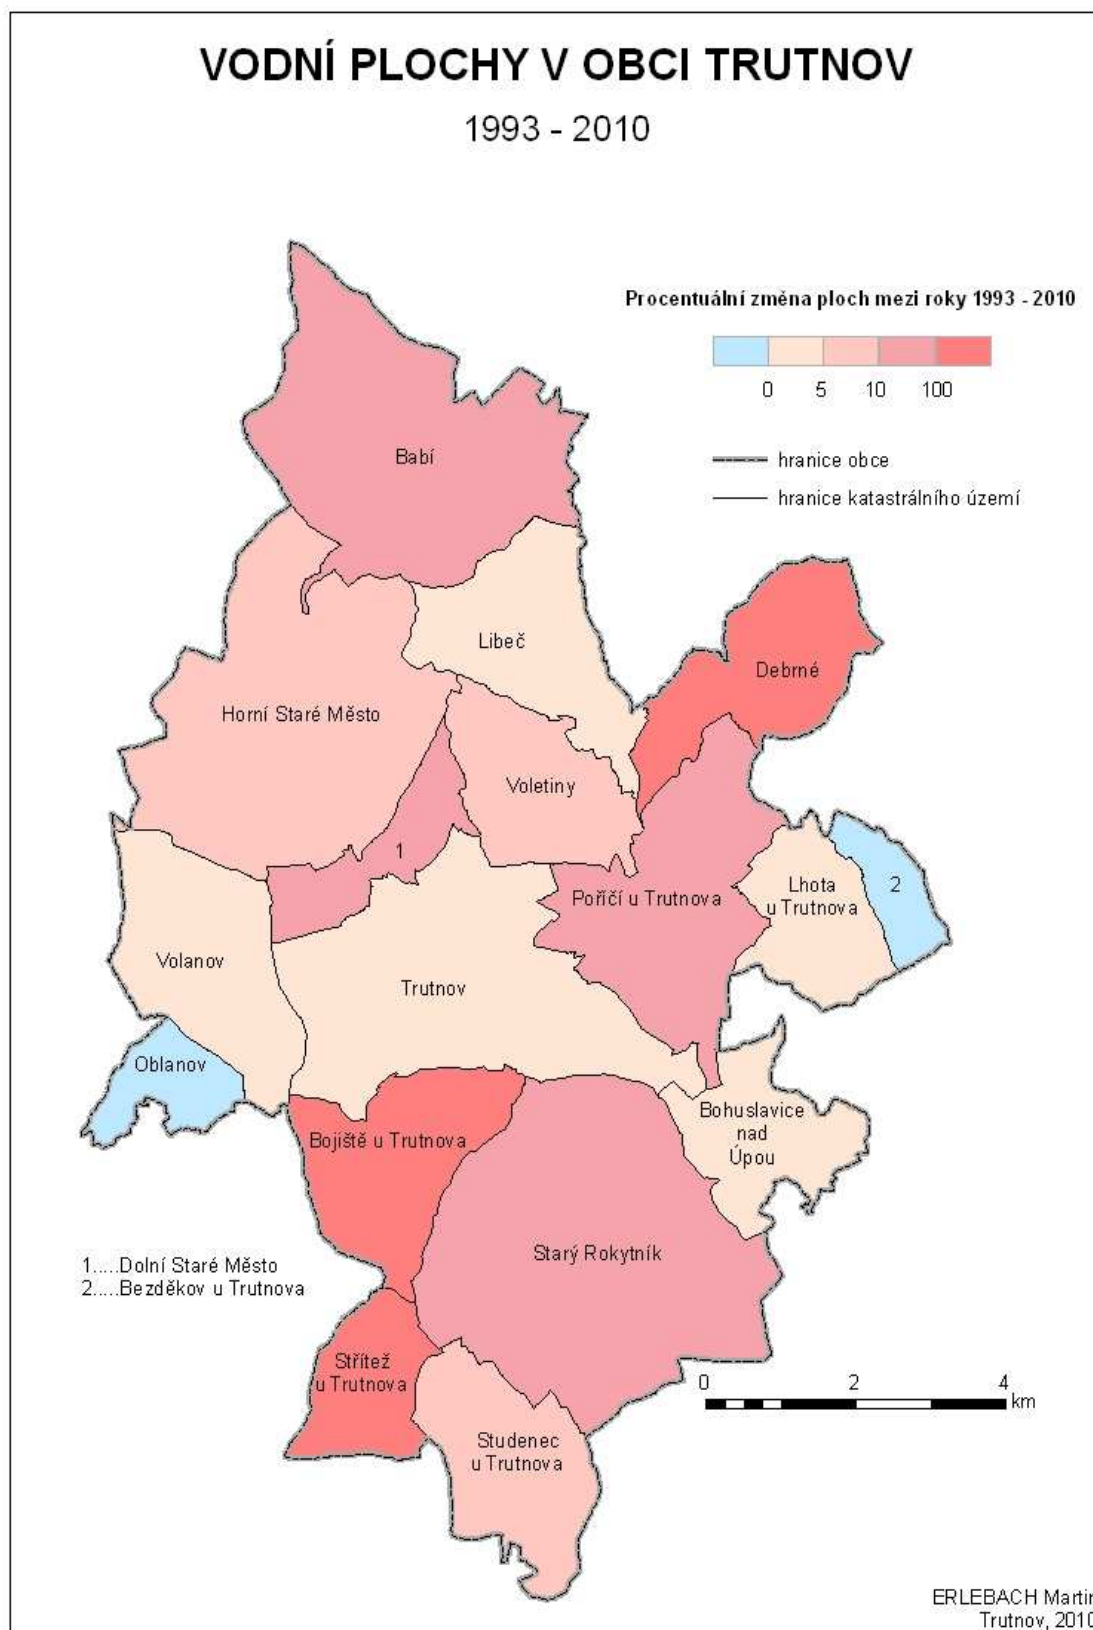 VODNÍ PLOCHY V OBCI TRUTNOV
1993 - 2010
Procentuální změna ploch mezi roky 1993 - 2010
0 5 10 100
hranice obce
hranice katastrálního území
Babí
Libeč
Debrné
Horní Staré Město
Voletiny
1
Poříčí u Trutnova
Lhota
u Trutnova
2
Volanov
Trutnov
Oblanov
Bohuslavice
nad
Úpou
Bojiště u Trutnova
Starý Rokytník
1.....Dolní Staré Město
2.....Bezděkov u Trutnova
Střítež
u Trutnova
0 2 4
km
Studenec
u Trutnova
ERLEBACH Martin
Trutnov, 2010